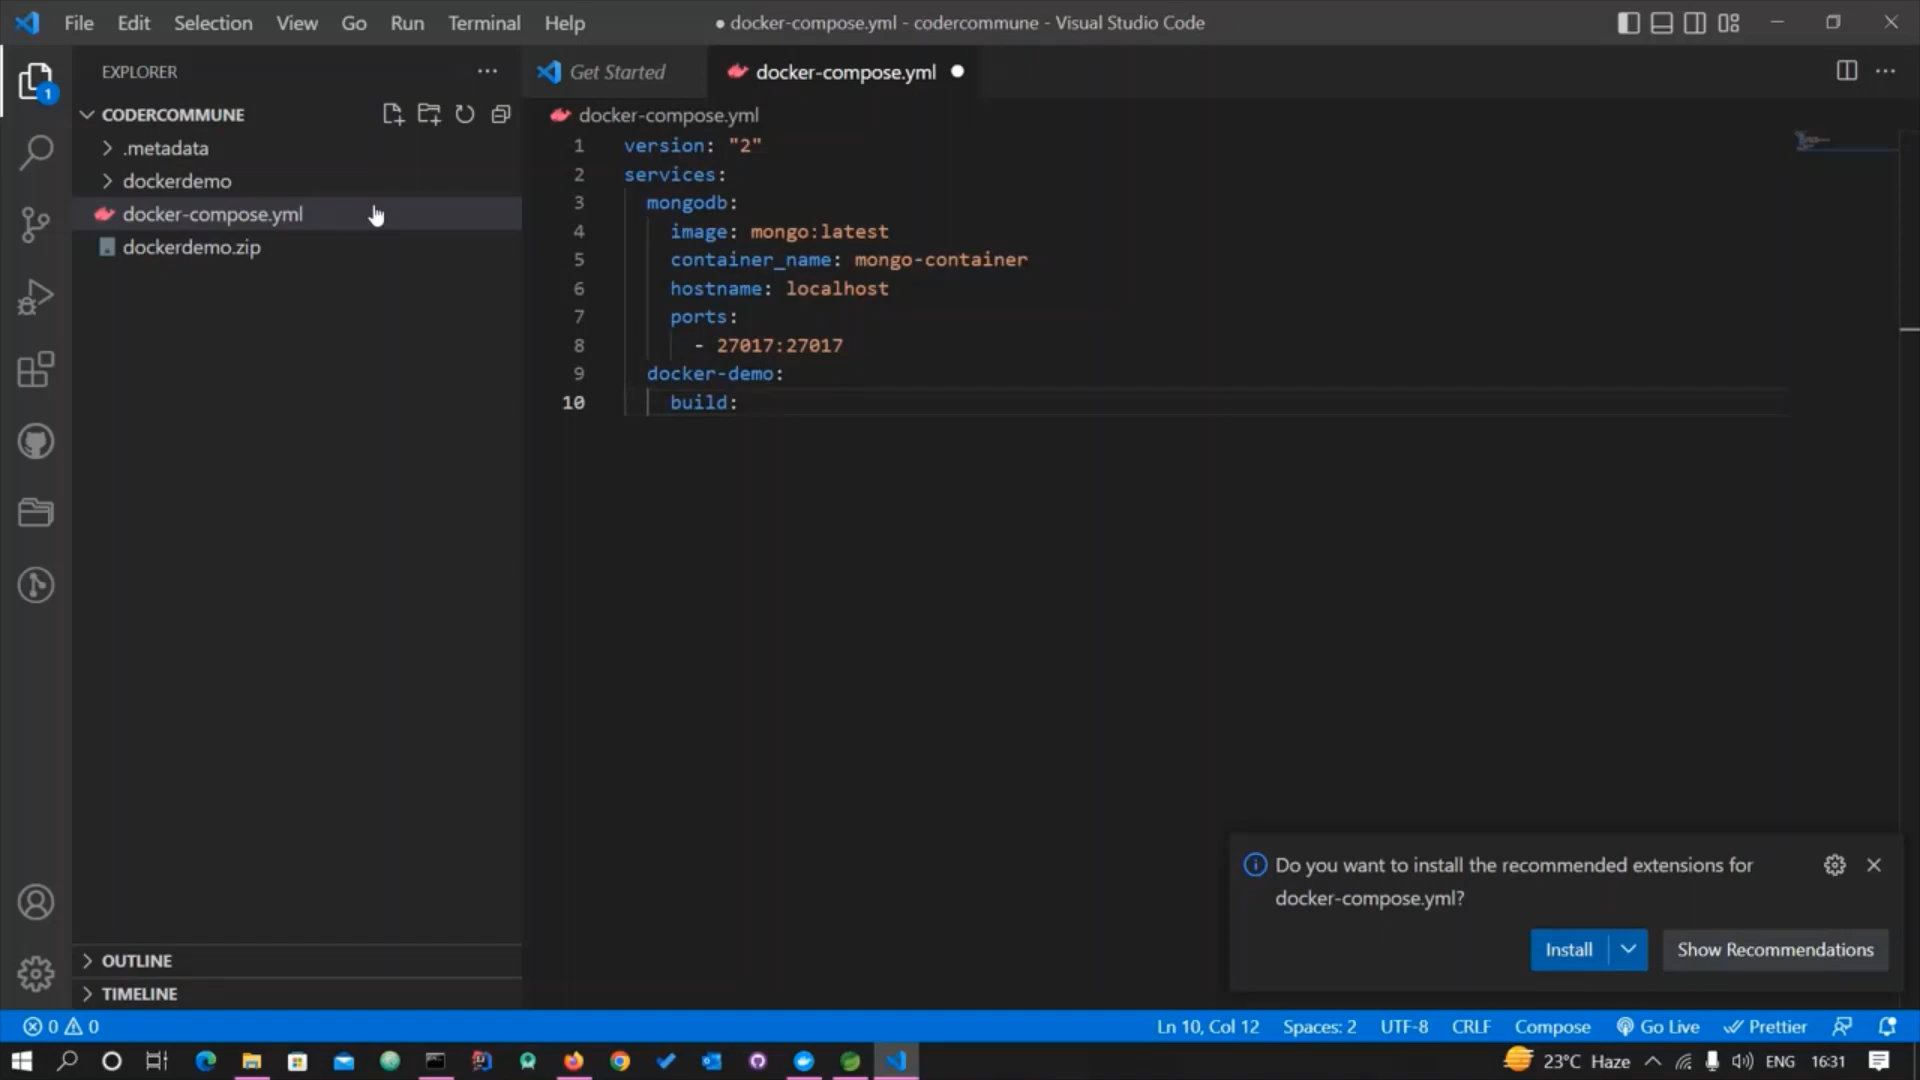 File Edit Selection View Go Run Terminal Help
● docker-compose.yml - codercommune - Visual Studio Code
EXPLORER
Get Started
docker-compose.yml
1
CODERCOMMUNE
docker-compose.yml
.metadata
dockerdemo
docker-compose.yml
dockerdemo.zip
1 version: "2"
2 services:
3 mongodb:
4 image: mongo:latest
5 container_name: mongo-container
6 hostname: localhost
7 ports:
8 - 27017:27017
9 docker-demo:
10 build:
Do you want to install the recommended extensions for
docker-compose.yml?
Install
Show Recommendations
OUTLINE
TIMELINE
0 0
Ln 10, Col 12 Spaces: 2 UTF-8 CRLF Compose Go Live Prettier
23°C Haze ENG 16:31